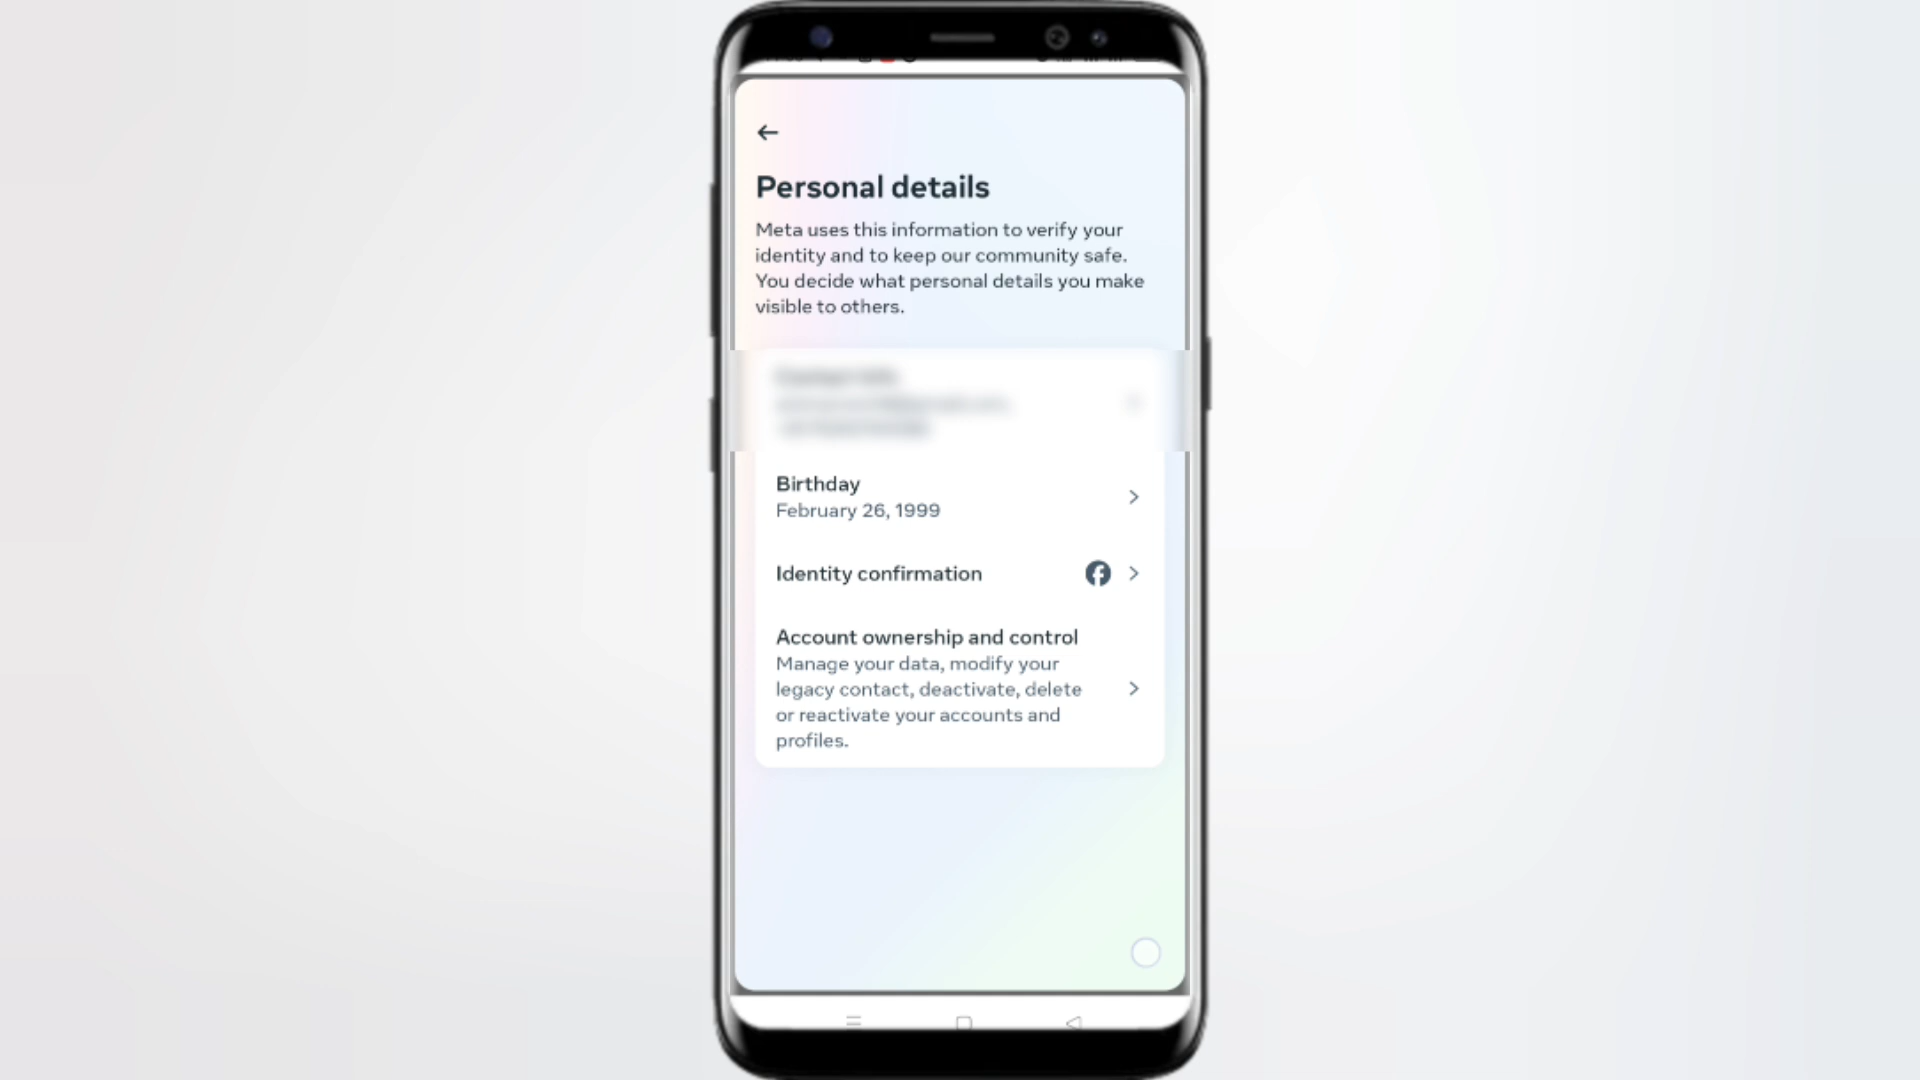 Personal details
Meta uses this information to verify your
identity and to keep our community safe.
You decide what personal details you make
visible to others.
Birthday
February 26, 1999
Identity confirmation
Account ownership and control
Manage your data, modify your
legacy contact, deactivate, delete
or reactivate your accounts and
profiles.